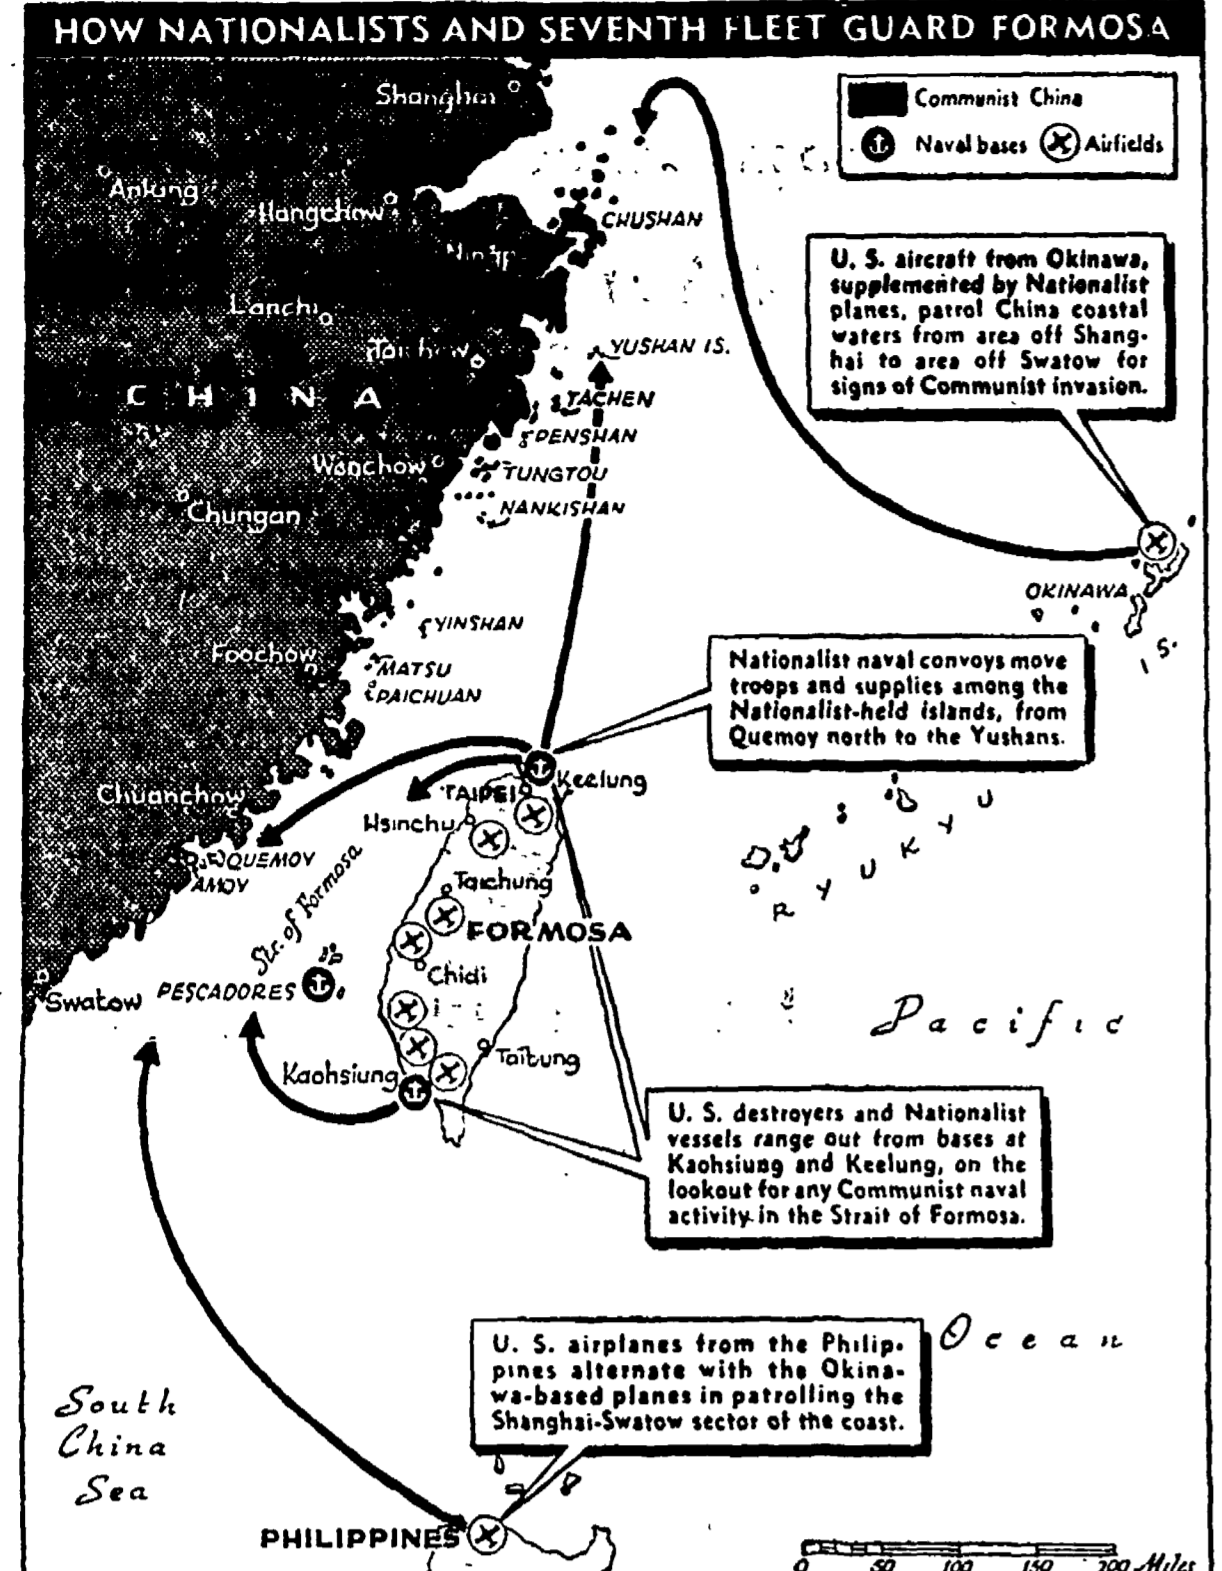 HOW NATIONALISTS AND SEVENTH FLEET GUARD FORMOSA
Communist China
Naval bases
Airfields
Shanghai
Anking
Hangchow
CHUSHAN
Lanchi
Taichow
YUSHAN IS.
CHINA
TACHEN
PENSHAN
Wenchow
TUNGTOU
NANKISHAN
Chungan
U. S. aircraft from Okinawa,
supplemented by Nationalist
planes, patrol China coastal
waters from area off Shang-
hai to area off Swatow for
signs of Communist invasion.
OKINAWA
YINSHAN
Foochow
MATSU
PAICHUAN
Nationalist naval convoys move
troops and supplies among the
Nationalist-held islands, from
Quemoy north to the Yushans.
RYUKYU IS.
Keelung
TAIPEI
Chuanchow
Hsinchu
QUEMOY
AMOY
Str. of Formosa
Taichung
FORMOSA
Chidi
Swatow
PESCADORES
Pacific
Kaohsiung
Taitung
U. S. destroyers and Nationalist
vessels range out from bases at
Kaohsiung and Keelung, on the
lookout for any Communist naval
activity in the Strait of Formosa.
U. S. airplanes from the Philip-
pines alternate with the Okina-
wa-based planes in patrolling the
Shanghai-Swatow sector of the coast.
Ocean
South
China
Sea
PHILIPPINES
0 50 100 150 200 Miles